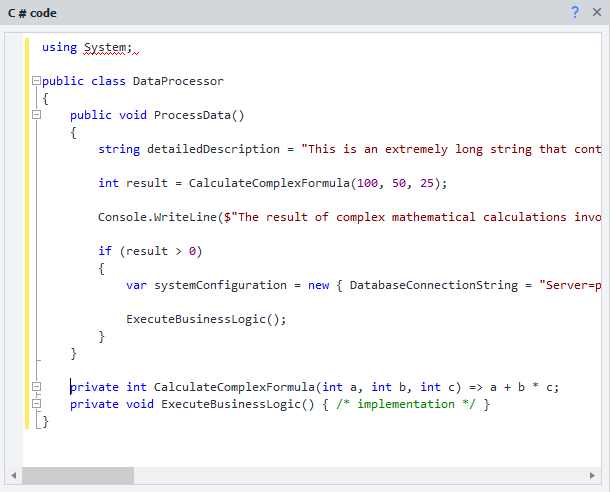 C # code
using System;
public class DataProcessor
{
public void ProcessData()
{
string detailedDescription = "This is an extremely long string that cont
int result = CalculateComplexFormula(100, 50, 25);
Console.WriteLine($"The result of complex mathematical calculations invo
if (result > 0)
{
var systemConfiguration = new { DatabaseConnectionString = "Server=p
ExecuteBusinessLogic();
}
}
private int CalculateComplexFormula(int a, int b, int c) => a + b * c;
private void ExecuteBusinessLogic() { /* implementation */ }
}